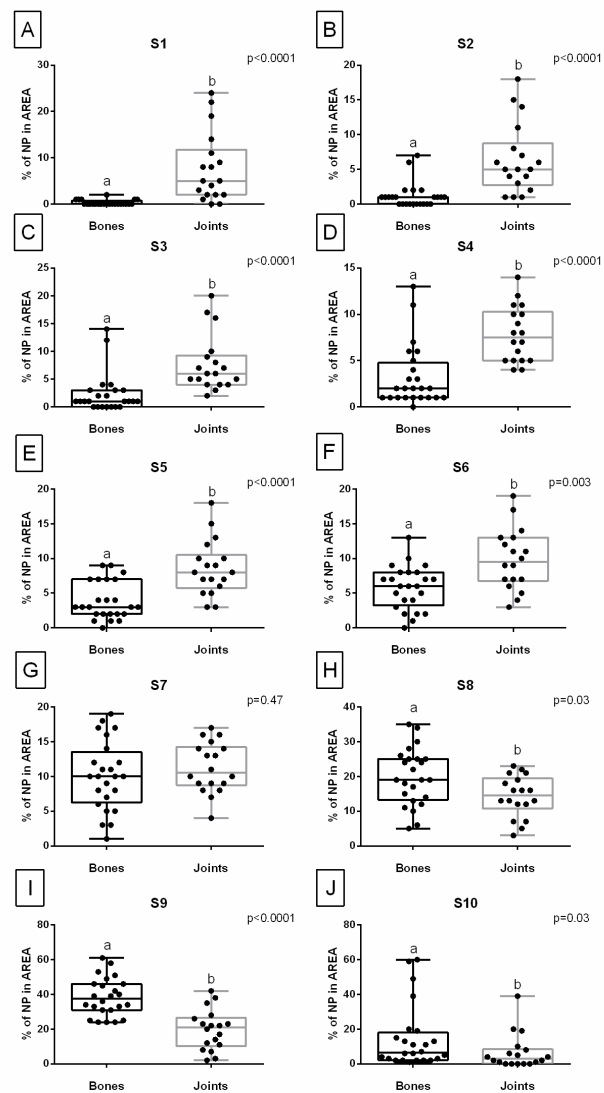 A
S1
p<0.0001
% of NP in AREA
30
20
10
0
a
b
Bones
Joints
B
S2
p<0.0001
% of NP in AREA
20
15
10
5
0
a
b
Bones
Joints
C
S3
p<0.0001
% of NP in AREA
25
20
15
10
5
0
a
b
Bones
Joints
D
S4
p<0.0001
% of NP in AREA
15
10
5
0
a
b
Bones
Joints
E
S5
p<0.0001
% of NP in AREA
20
15
10
5
0
a
b
Bones
Joints
F
S6
p=0.003
% of NP in AREA
20
15
10
5
0
a
b
Bones
Joints
G
S7
p=0.47
% of NP in AREA
20
15
10
5
0
Bones
Joints
H
S8
p=0.03
% of NP in AREA
40
30
20
10
0
a
b
Bones
Joints
I
S9
p<0.0001
% of NP in AREA
80
60
40
20
0
a
b
Bones
Joints
J
S10
p=0.03
% of NP in AREA
80
60
40
20
0
a
b
Bones
Joints